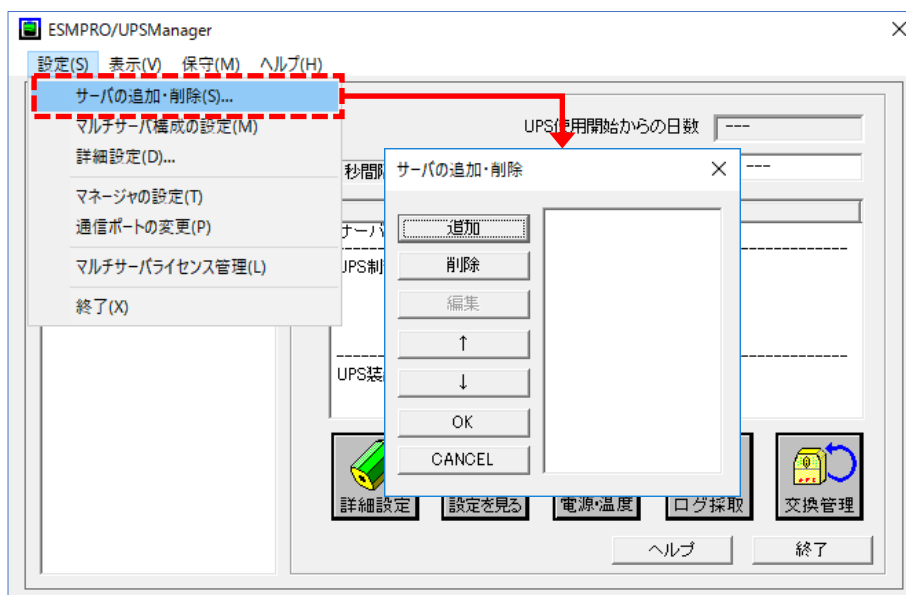 ESMPRO/UPSManager
設定(S) 表示(V) 保守(M) ヘルプ(H)
サーバの追加・削除(S)...
マルチサーバ構成の設定(M)
詳細設定(D)...
マネージャの設定(T)
通信ポートの変更(P)
マルチサーバライセンス管理(L)
終了(X)
UPS使用開始からの日数 ---
秒間
---
サーバ
UPS制
UPS装
サーバの追加・削除
追加
削除
編集
↑
↓
OK
CANCEL
詳細設定 設定を見る 電源・温度 ログ採取 交換管理
ヘルプ 終了